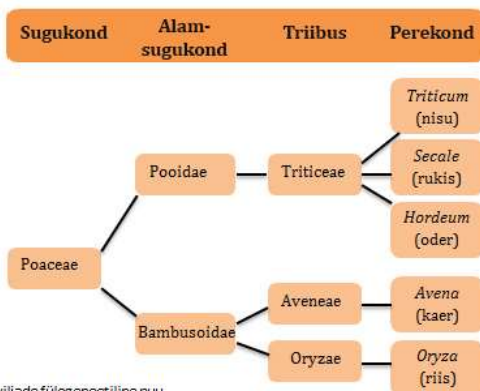 Sugukond
Alam-
sugukond
Triibus
Perekond
Triticum
(nisu)
Pooidae
Triticeae
Secale
(rukis)
Hordeum
(oder)
Poaceae
Bambusoidae
Aveneae
Avena
(kaer)
Oryzae
Oryza
(riis)